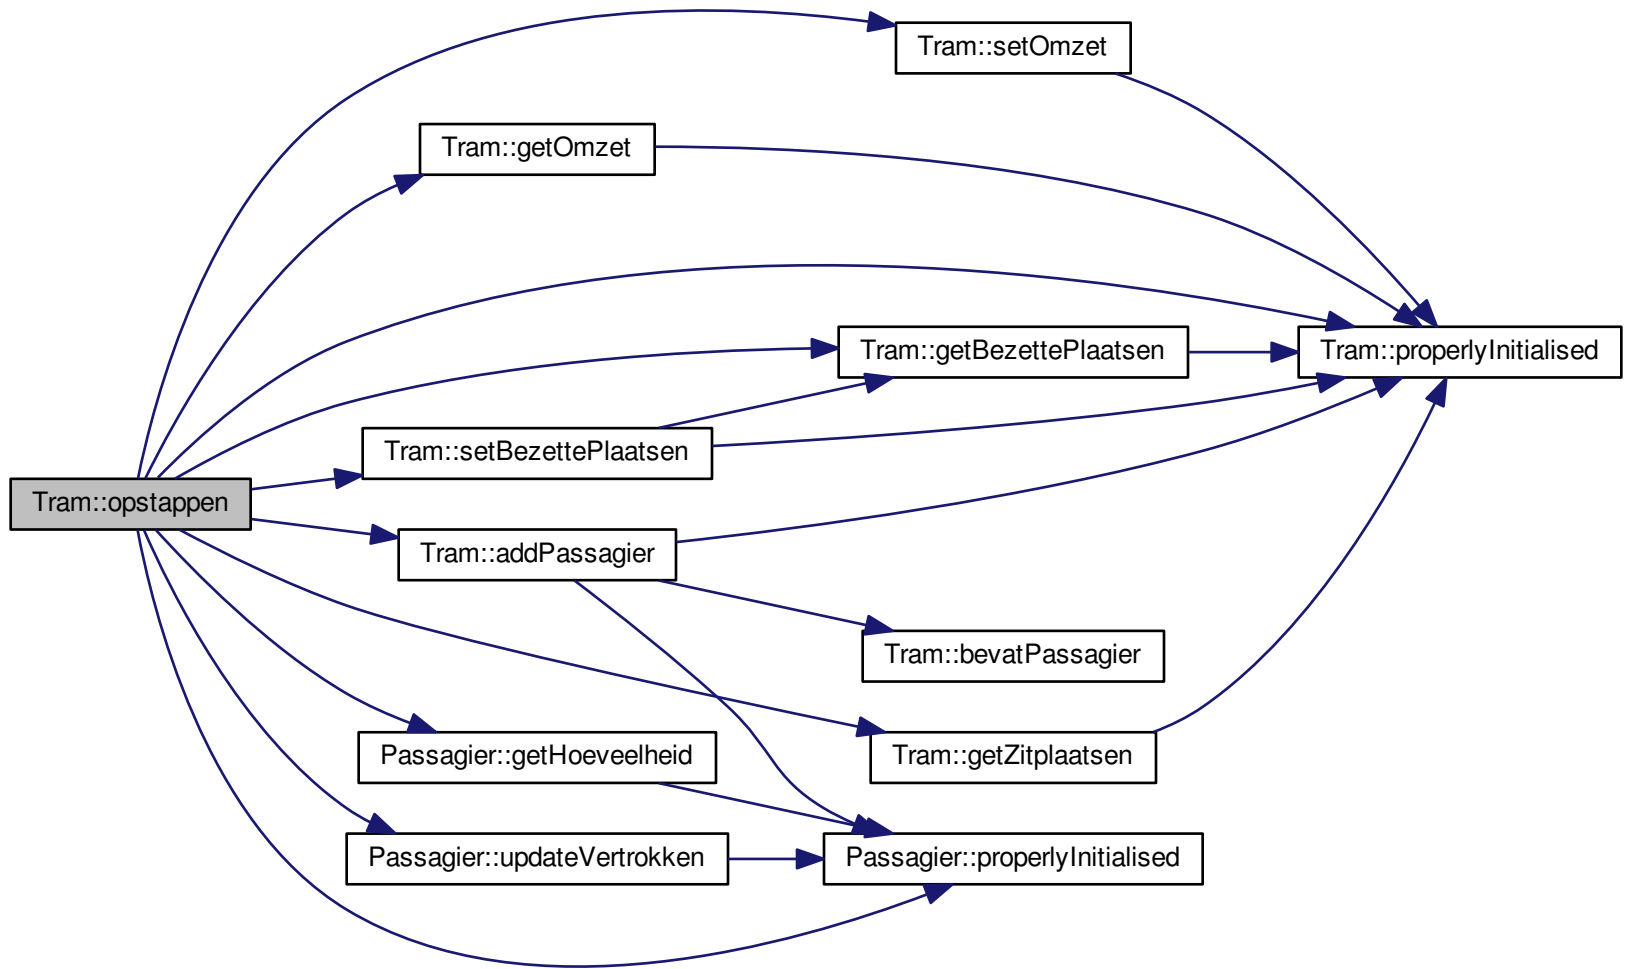 Tram::setOmzet
Tram::getOmzet
Tram::getBezettePlaatsen
Tram::properlyInitialised
Tram::setBezettePlaatsen
Tram::opstappen
Tram::addPassagier
Tram::bevatPassagier
Passagier::getHoeveelheid
Tram::getZitplaatsen
Passagier::updateVertrokken
Passagier::properlyInitialised